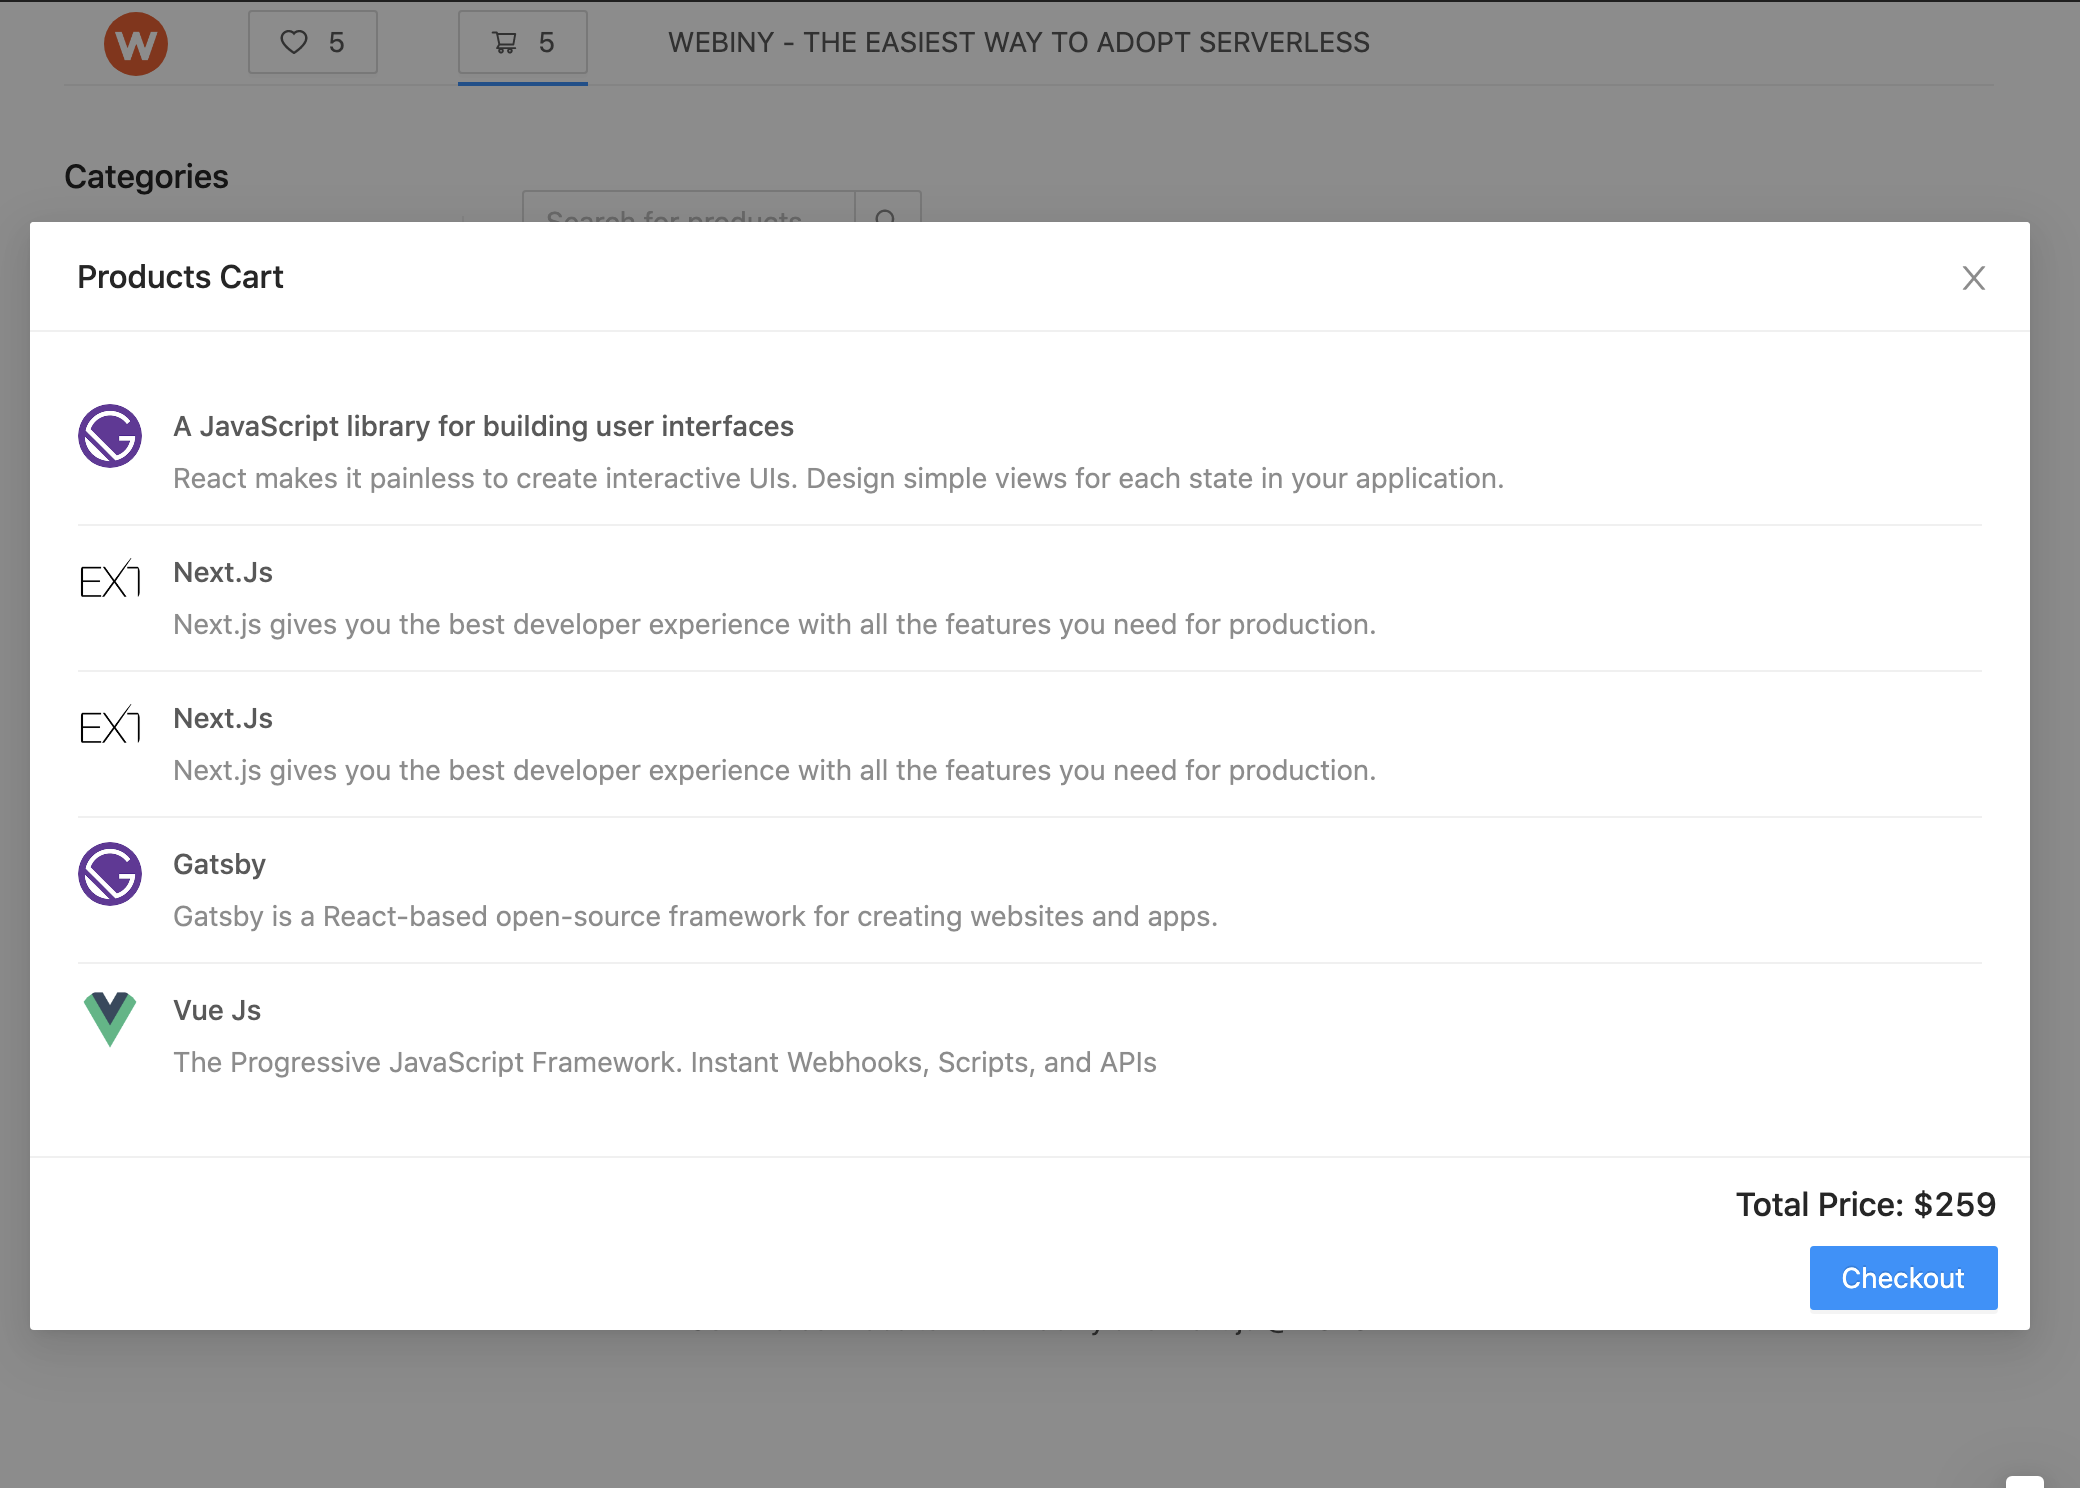 W 5 5 WEBINY - THE EASIEST WAY TO ADOPT SERVERLESS
Categories
Search for products
Products Cart
A JavaScript library for building user interfaces
React makes it painless to create interactive UIs. Design simple views for each state in your application.
EX
Next.Js
Next.js gives you the best developer experience with all the features you need for production.
EX
Next.Js
Next.js gives you the best developer experience with all the features you need for production.
G
Gatsby
Gatsby is a React-based open-source framework for creating websites and apps.
Vue Js
The Progressive JavaScript Framework. Instant Webhooks, Scripts, and APIs
Total Price: $259
Checkout